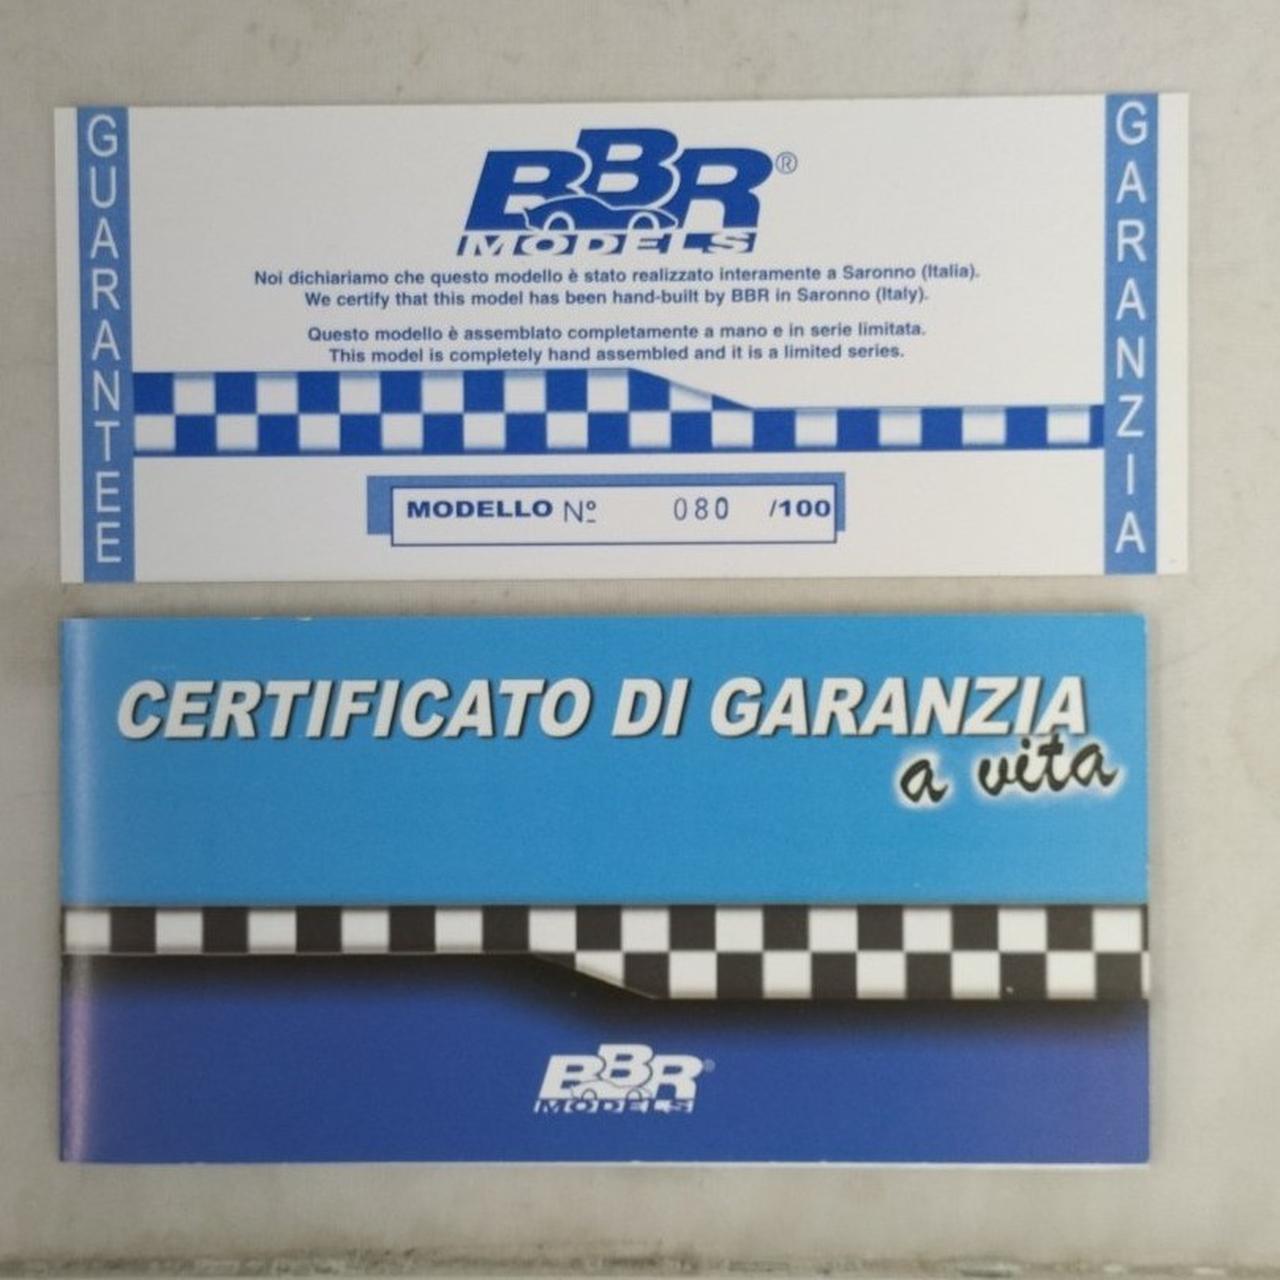 GUARANTEE
BBR®
MODELS
Noi dichiariamo che questo modello è stato realizzato interamente a Saronno (Italia).
We certify that this model has been hand-built by BBR in Saronno (Italy).
Questo modello è assemblato completamente a mano e in serie limitata.
This model is completely hand assembled and it is a limited series.
MODELLO Nº 080 /100
GARANZIA
CERTIFICATO DI GARANZIA
a vita
BBR®
MODELS